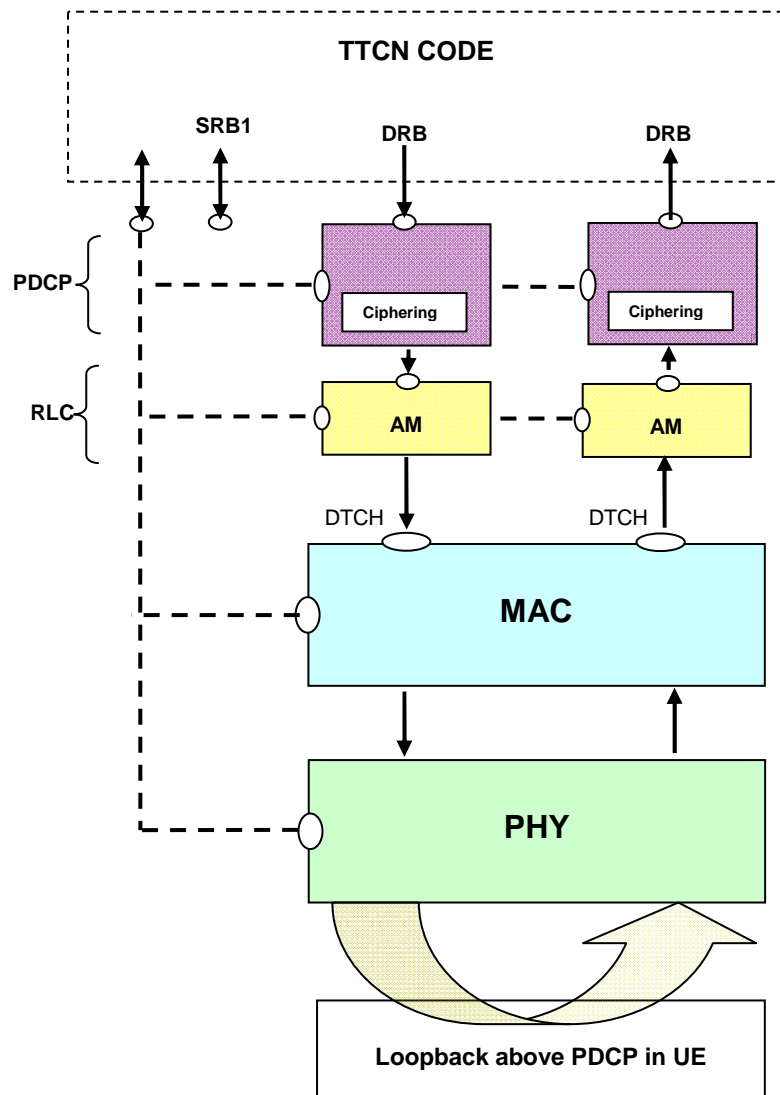 TTCN CODE
SRB1
DRB
DRB
PDCP
Ciphering
Ciphering
RLC
AM
AM
DTCH
DTCH
MAC
PHY
Loopback above PDCP in UE